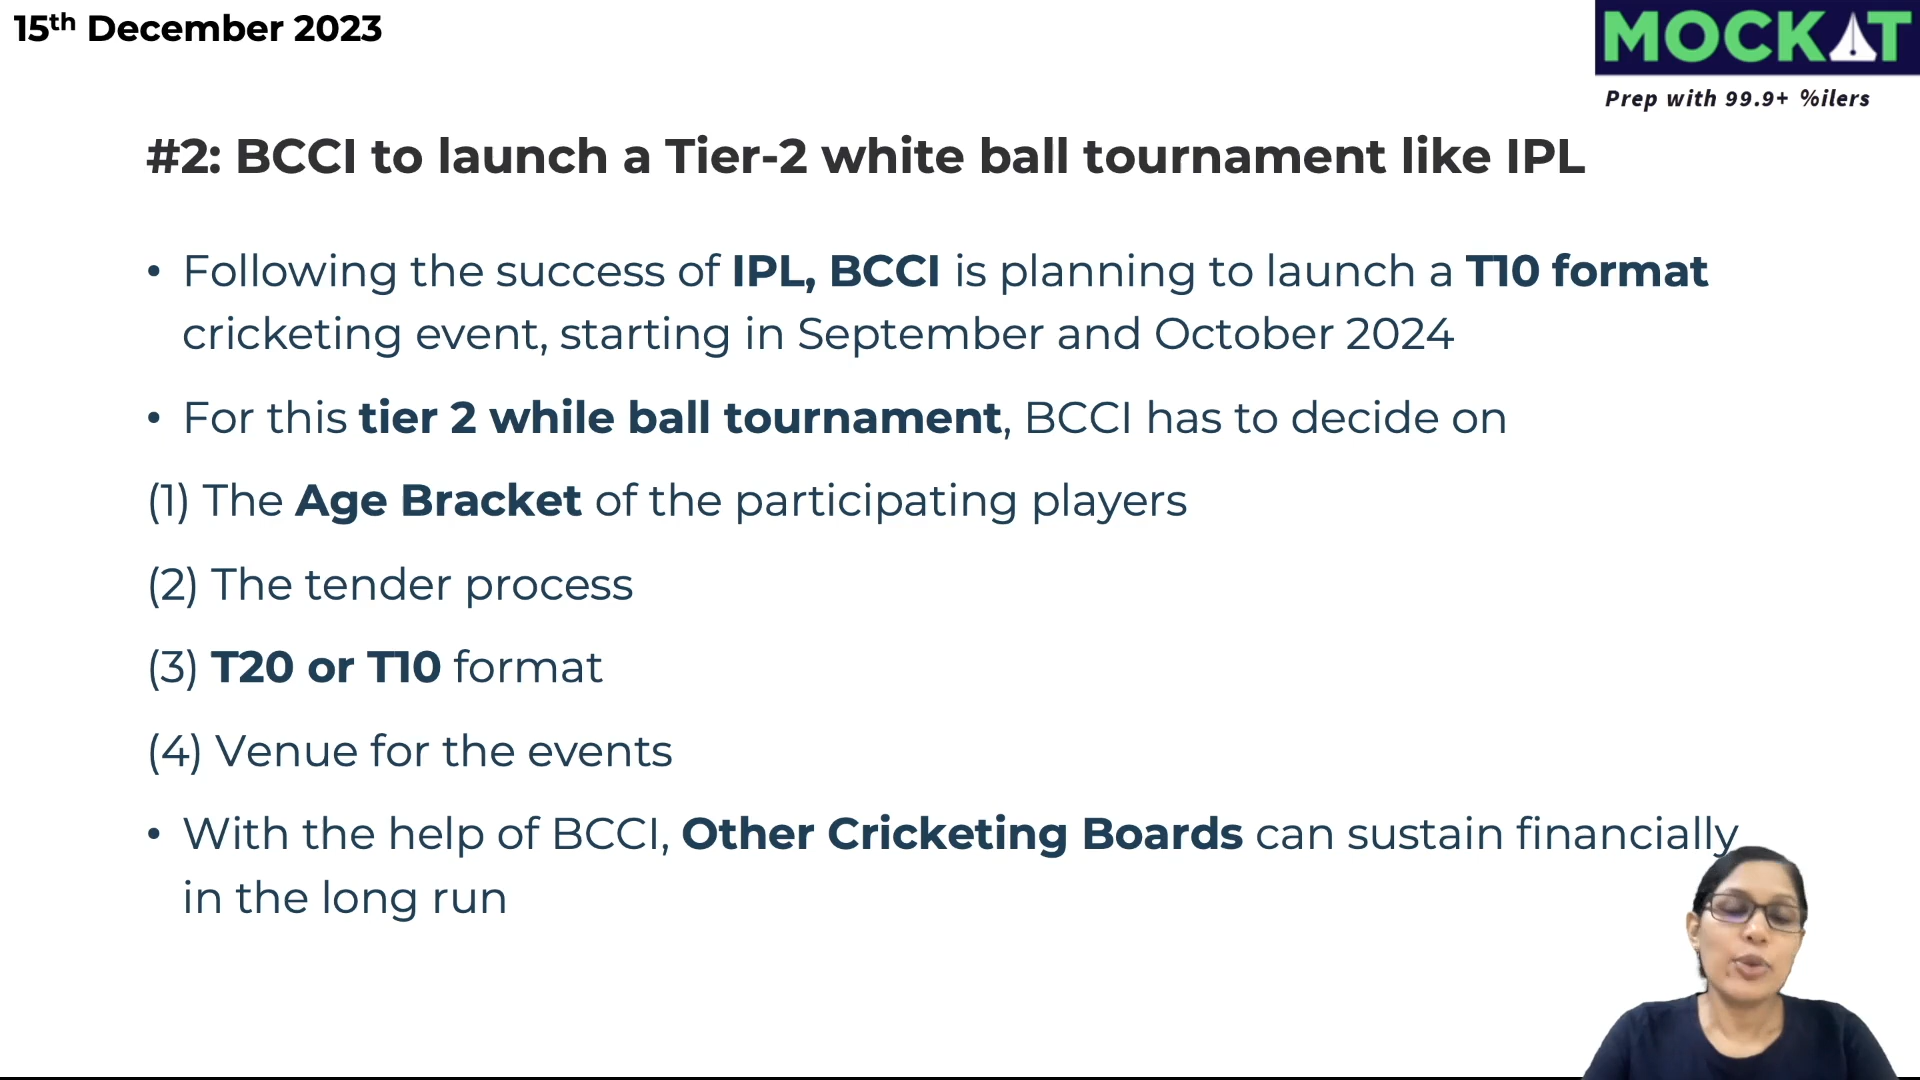 15th December 2023
MOCKAT
Prep with 99.9+ %ilers
#2: BCCI to launch a Tier-2 white ball tournament like IPL
• Following the success of IPL, BCCI is planning to launch a T10 format
cricketing event, starting in September and October 2024
• For this tier 2 while ball tournament, BCCI has to decide on
(1) The Age Bracket of the participating players
(2) The tender process
(3) T20 or T10 format
(4) Venue for the events
• With the help of BCCI, Other Cricketing Boards can sustain financially
in the long run